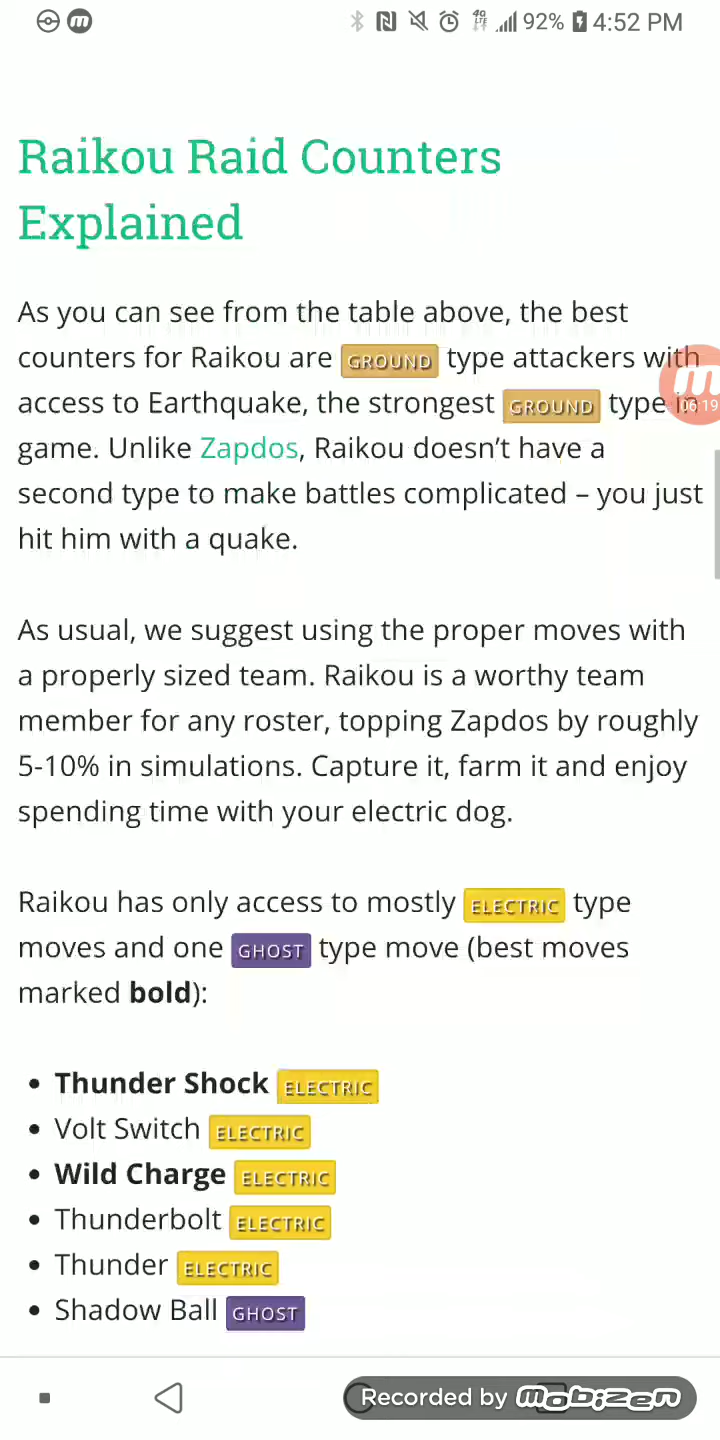 4G LTE 92% 4:52 PM
Raikou Raid Counters
Explained
As you can see from the table above, the best
counters for Raikou are GROUND type attackers with
access to Earthquake, the strongest GROUND type in
06:19
game. Unlike Zapdos, Raikou doesn't have a
second type to make battles complicated – you just
hit him with a quake.
As usual, we suggest using the proper moves with
a properly sized team. Raikou is a worthy team
member for any roster, topping Zapdos by roughly
5-10% in simulations. Capture it, farm it and enjoy
spending time with your electric dog.
Raikou has only access to mostly ELECTRIC type
moves and one GHOST type move (best moves
marked bold):
• Thunder Shock ELECTRIC
• Volt Switch ELECTRIC
• Wild Charge ELECTRIC
• Thunderbolt ELECTRIC
• Thunder ELECTRIC
• Shadow Ball GHOST
Recorded by mobizen